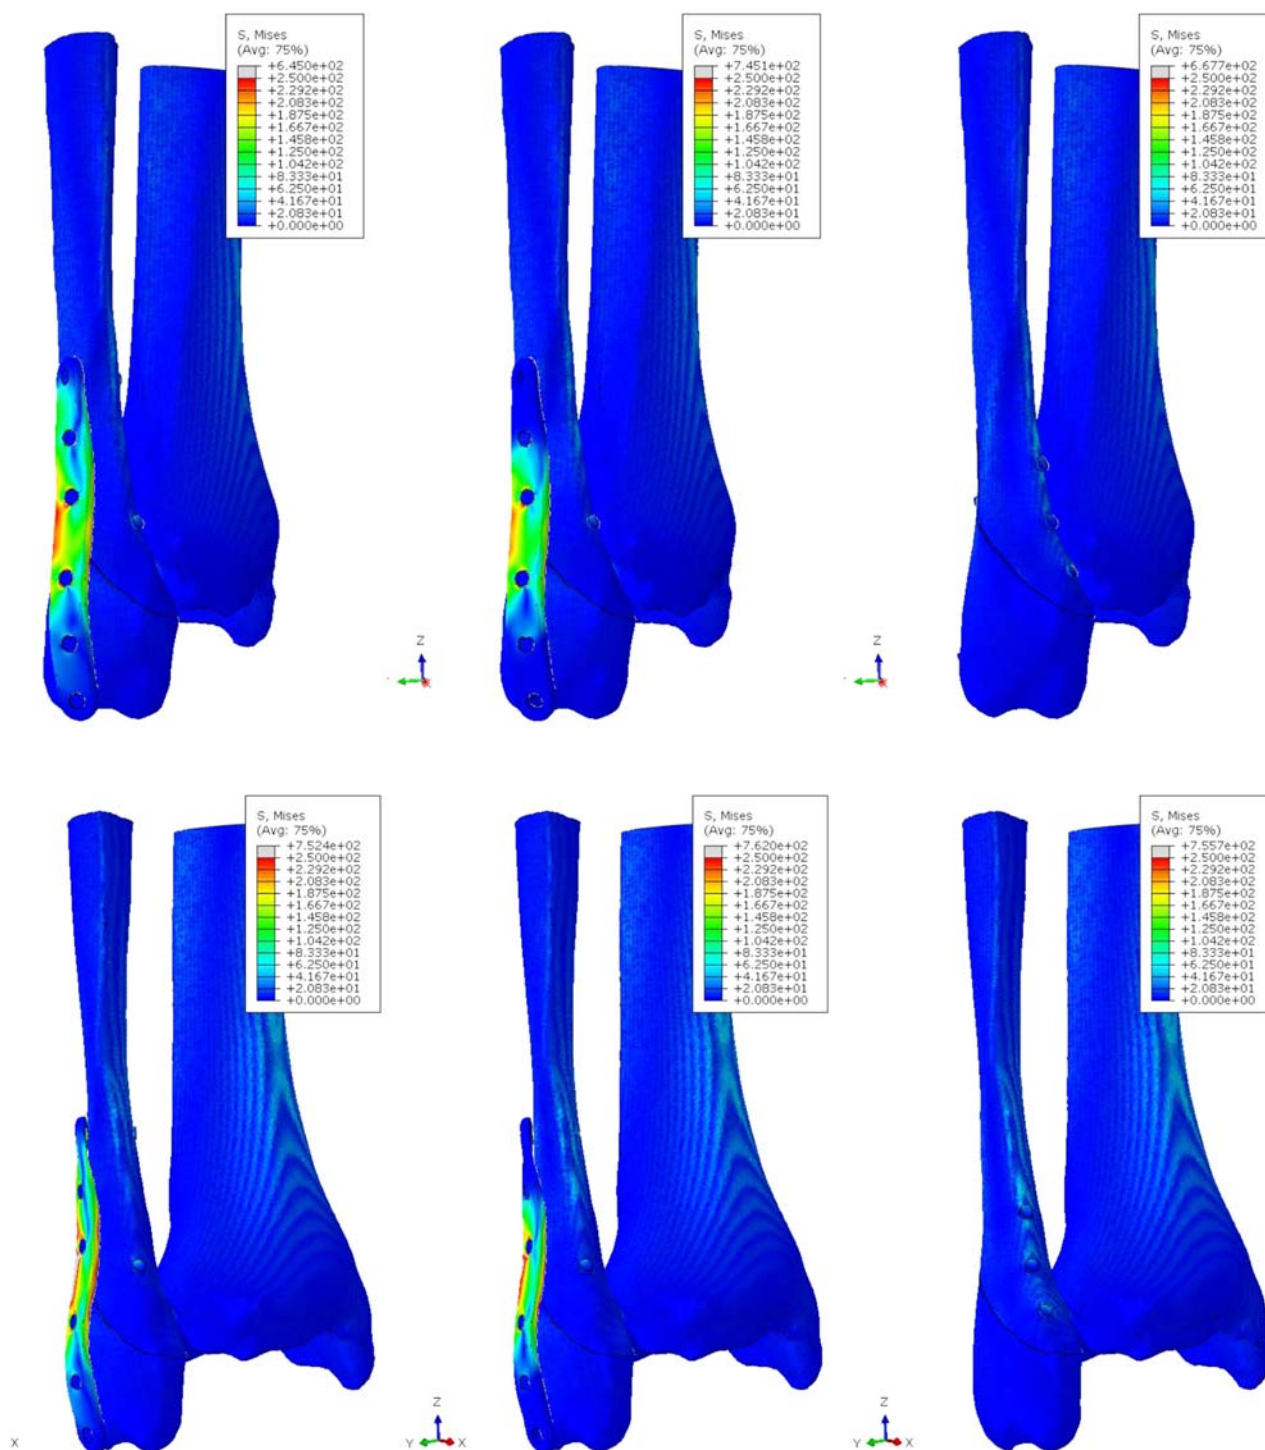 S, Mises
(Avg: 75%)
+6.450e+02
+2.500e+02
+2.292e+02
+2.083e+02
+1.875e+02
+1.667e+02
+1.458e+02
+1.250e+02
+1.042e+02
+8.333e+01
+6.250e+01
+4.167e+01
+2.083e+01
+0.000e+00
S, Mises
(Avg: 75%)
+7.451e+02
+2.500e+02
+2.292e+02
+2.083e+02
+1.875e+02
+1.667e+02
+1.458e+02
+1.250e+02
+1.042e+02
+8.333e+01
+6.250e+01
+4.167e+01
+2.083e+01
+0.000e+00
S, Mises
(Avg: 75%)
+6.677e+02
+2.500e+02
+2.292e+02
+2.083e+02
+1.875e+02
+1.667e+02
+1.458e+02
+1.250e+02
+1.042e+02
+8.333e+01
+6.250e+01
+4.167e+01
+2.083e+01
+0.000e+00
Z
Z
S, Mises
(Avg: 75%)
+7.524e+02
+2.500e+02
+2.292e+02
+2.083e+02
+1.875e+02
+1.667e+02
+1.458e+02
+1.250e+02
+1.042e+02
+8.333e+01
+6.250e+01
+4.167e+01
+2.083e+01
+0.000e+00
S, Mises
(Avg: 75%)
+7.620e+02
+2.500e+02
+2.292e+02
+2.083e+02
+1.875e+02
+1.667e+02
+1.458e+02
+1.250e+02
+1.042e+02
+8.333e+01
+6.250e+01
+4.167e+01
+2.083e+01
+0.000e+00
S, Mises
(Avg: 75%)
+7.557e+02
+2.500e+02
+2.292e+02
+2.083e+02
+1.875e+02
+1.667e+02
+1.458e+02
+1.250e+02
+1.042e+02
+8.333e+01
+6.250e+01
+4.167e+01
+2.083e+01
+0.000e+00
X
Z
Y X
Z
Y X